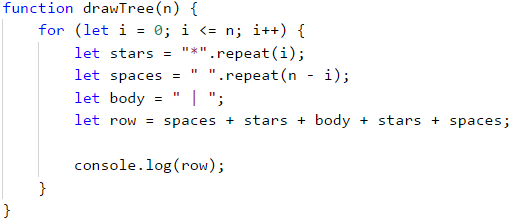 function drawTree(n) {
    for (let i = 0; i <= n; i++) {
        let stars = "*".repeat(i);
        let spaces = " ".repeat(n - i);
        let body = " | ";
        let row = spaces + stars + body + stars + spaces;

        console.log(row);
    }
}